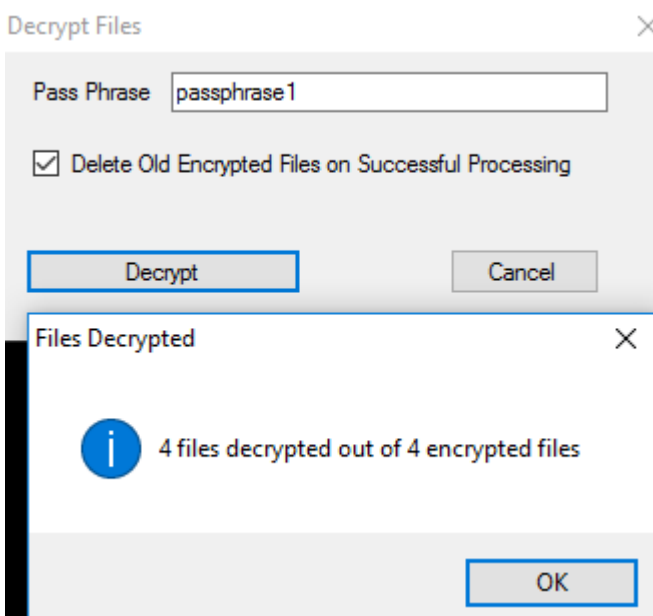 Decrypt Files
Pass Phrase passphrase1
Delete Old Encrypted Files on Successful Processing
Decrypt Cancel
Files Decrypted
4 files decrypted out of 4 encrypted files
OK